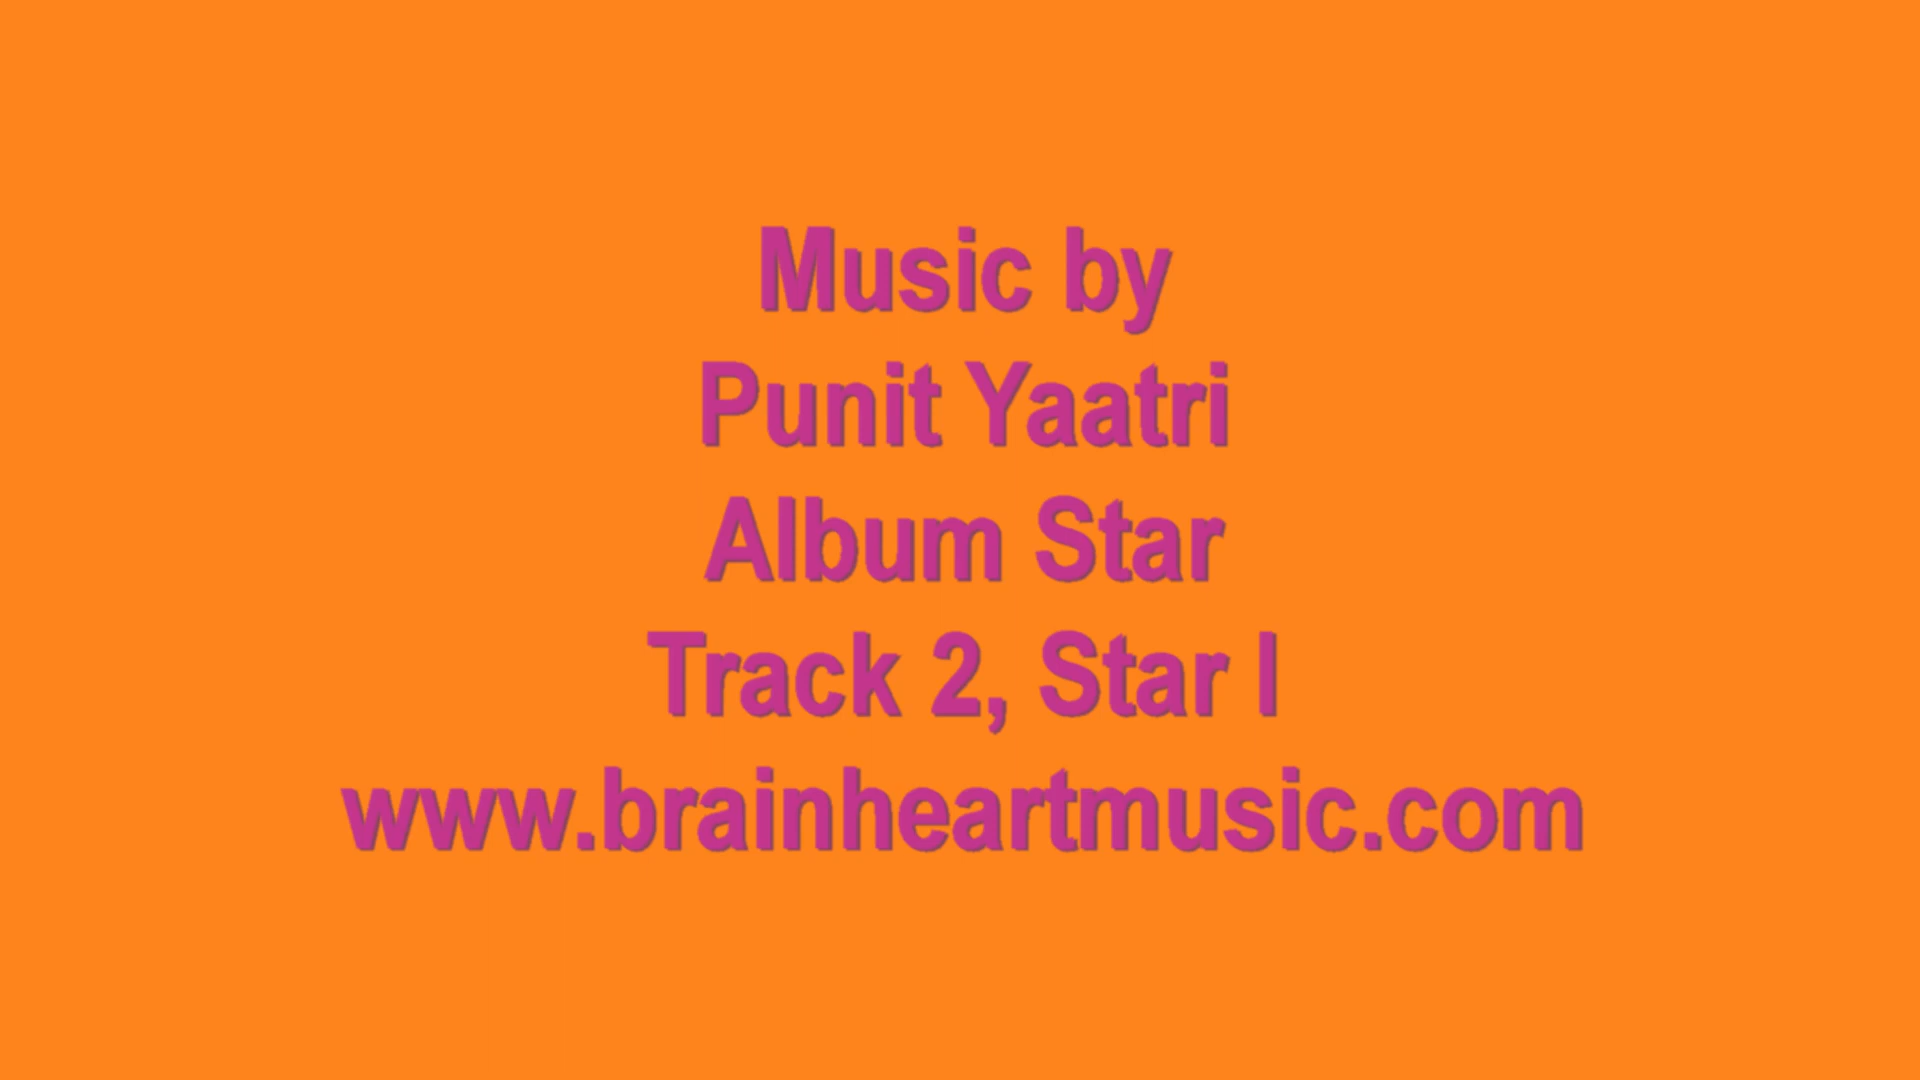 Music by
Punit Yaatri
Album Star
Track 2, Star I
www.brainheartmusic.com